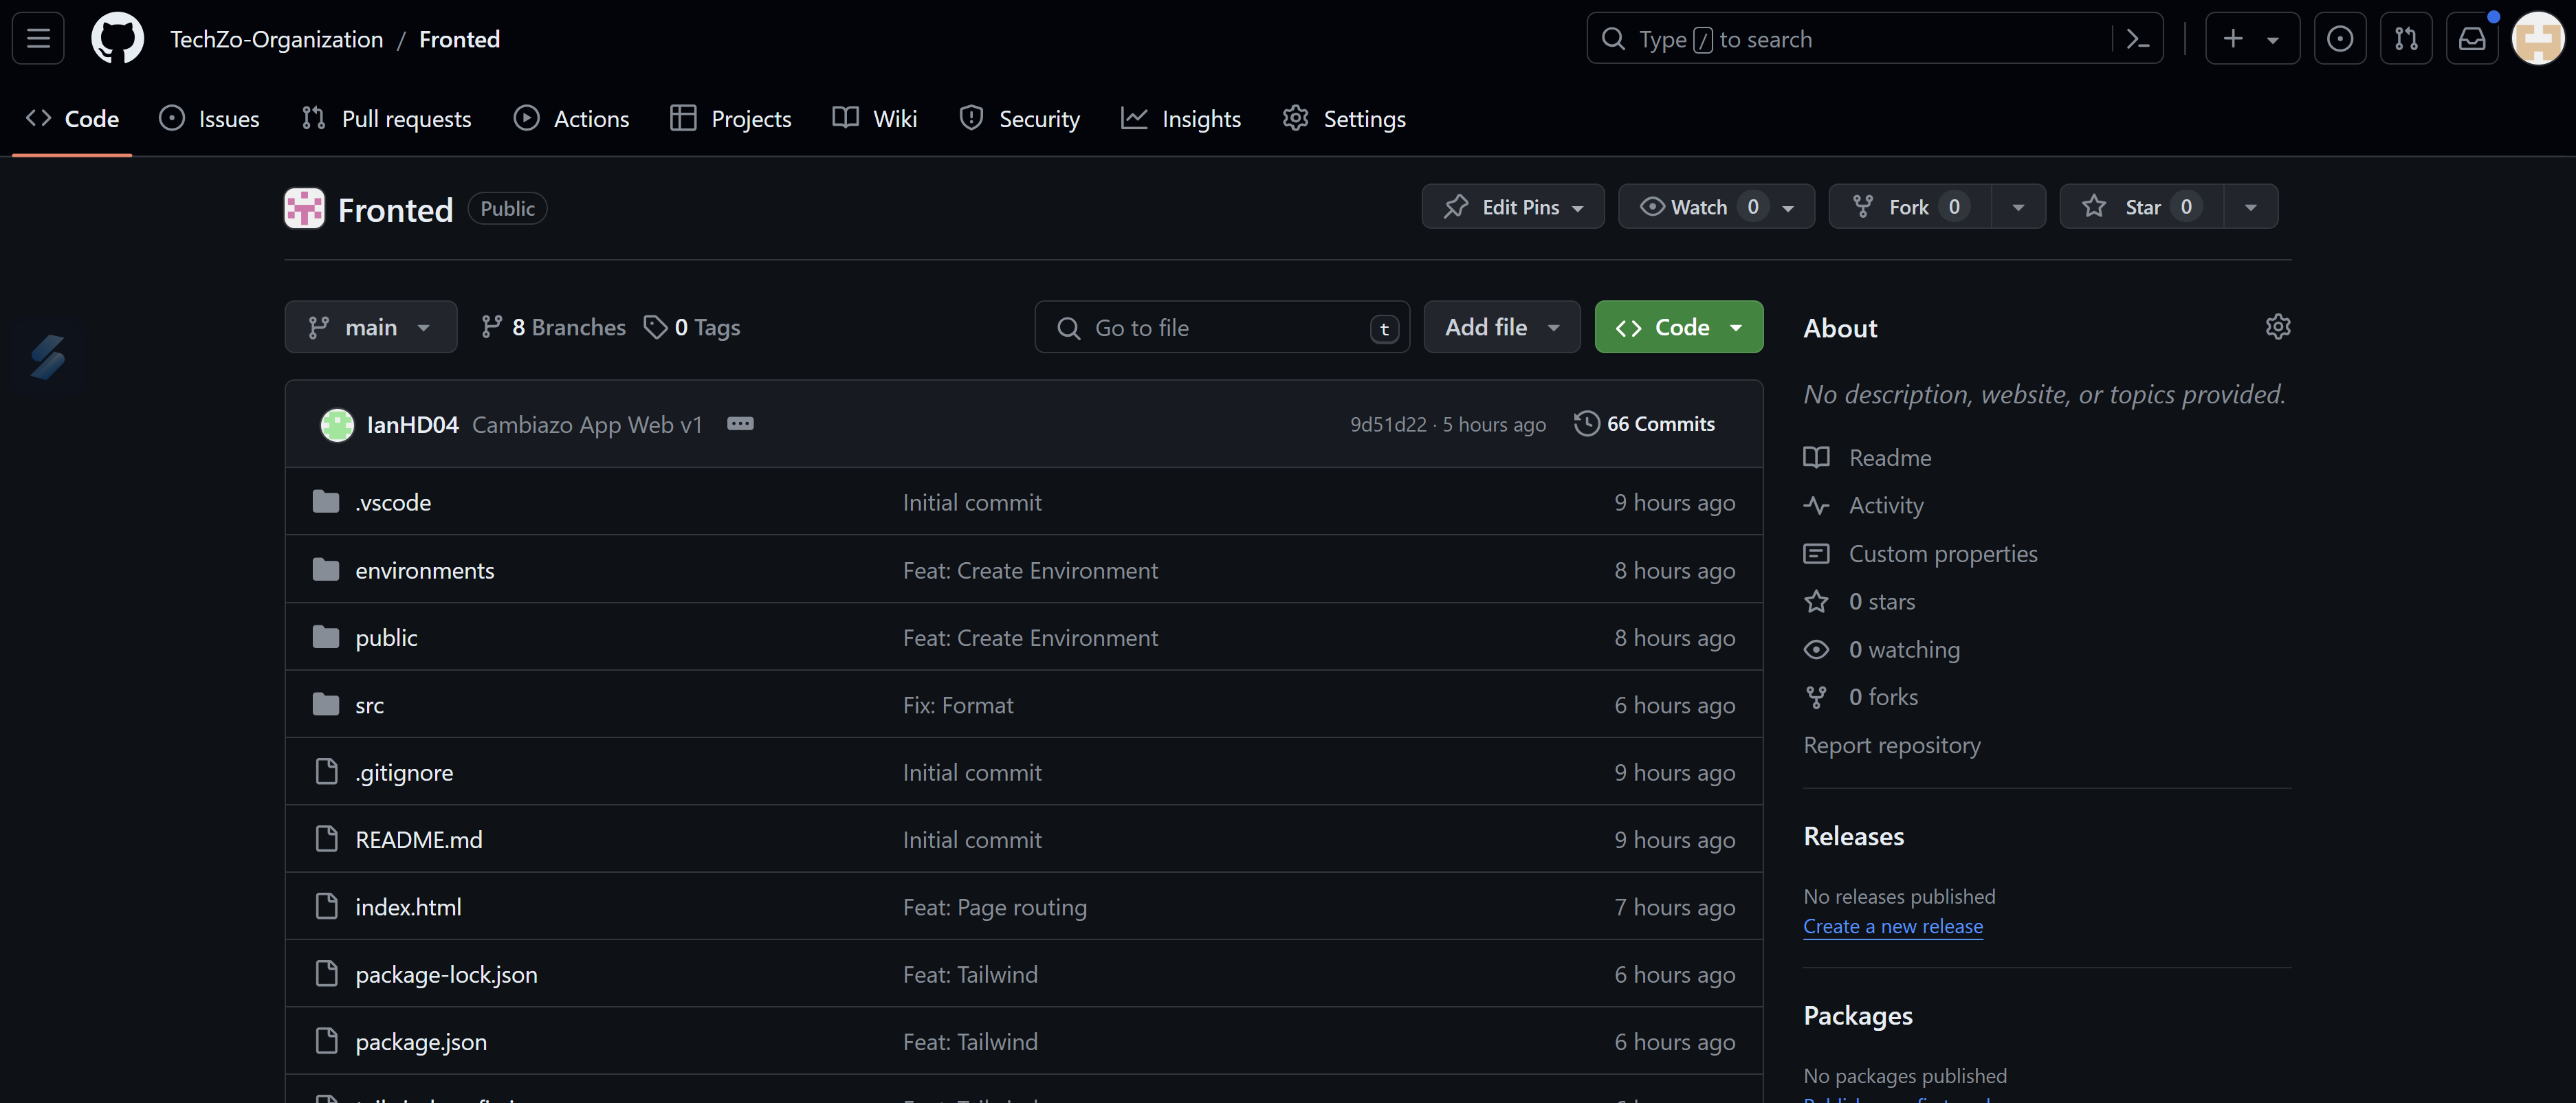 TechZo-Organization / Fronted
Type / to search
Code Issues Pull requests Actions Projects Wiki Security Insights Settings
Fronted Public
Edit Pins Watch 0 Fork 0 Star 0
main 8 Branches 0 Tags
Go to file t Add file Code
IanHD04 Cambiazo App Web v1 9d51d22 · 5 hours ago 66 Commits
.vscode Initial commit 9 hours ago
environments Feat: Create Environment 8 hours ago
public Feat: Create Environment 8 hours ago
src Fix: Format 6 hours ago
.gitignore Initial commit 9 hours ago
README.md Initial commit 9 hours ago
index.html Feat: Page routing 7 hours ago
package-lock.json Feat: Tailwind 6 hours ago
package.json Feat: Tailwind 6 hours ago
About
No description, website, or topics provided.
Readme
Activity
Custom properties
0 stars
0 watching
0 forks
Report repository
Releases
No releases published
Create a new release
Packages
No packages published